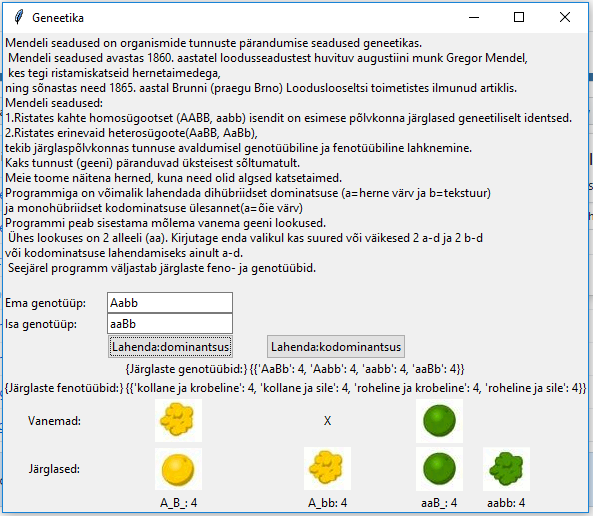 Geneetika
Mendeli seadused on organismide tunnuste pärandumise seadused geneetikas.
Mendeli seadused avastas 1860. aastatel loodusseadustest huvituv augustiini munk Gregor Mendel,
kes tegi ristamiskatseid hernetaimedega,
ning sõnastas need 1865. aastal Brunni (praegu Brno) Looduslooseltsi toimetistes ilmunud artiklis.
Mendeli seadused:
1.Ristates kahte homosügootset (AABB, aabb) isendit on esimese põlvkonna järglased geneetiliselt identsed.
2.Ristates erinevaid heterosügoote(AaBB, AaBb),
tekib järglaspõlvkonnas tunnuse avaldumisel genotüübiline ja fenotüübiline lahknemine.
Kaks tunnust (geeni) päranduvad üksteisest sõltumatult.
Meie toome näitena herned, kuna need olid algsed katsetaimed.
Programmiga on võimalik lahendada dihübriidset dominatsuse (a=herne värv ja b=tekstuur)
ja monohübriidset kodominatsuse ülesannet(a=õie värv)
Programmi peab sisestama mõlema vanema geeni lookused.
Ühes lookuses on 2 alleeli (aa). Kirjutage enda valikul kas suured või väikesed 2 a-d ja 2 b-d
või kodominatsuse lahendamiseks ainult a-d.
Seejärel programm väljastab järglaste feno- ja genotüübid.
Ema genotüüp: Aabb
Isa genotüüp: aaBb
Lahenda:dominantsus Lahenda:kodominantsus
{Järglaste genotüübid:} {{'AaBb': 4, 'Aabb': 4, 'aabb': 4, 'aaBb': 4}}
{Järglaste fenotüübid:} {{'kollane ja krobeline': 4, 'kollane ja sile': 4, 'roheline ja krobeline': 4, 'roheline ja sile': 4}}
Vanemad: X
Järglased:
A_B_: 4 A_bb: 4 aaB_: 4 aabb: 4